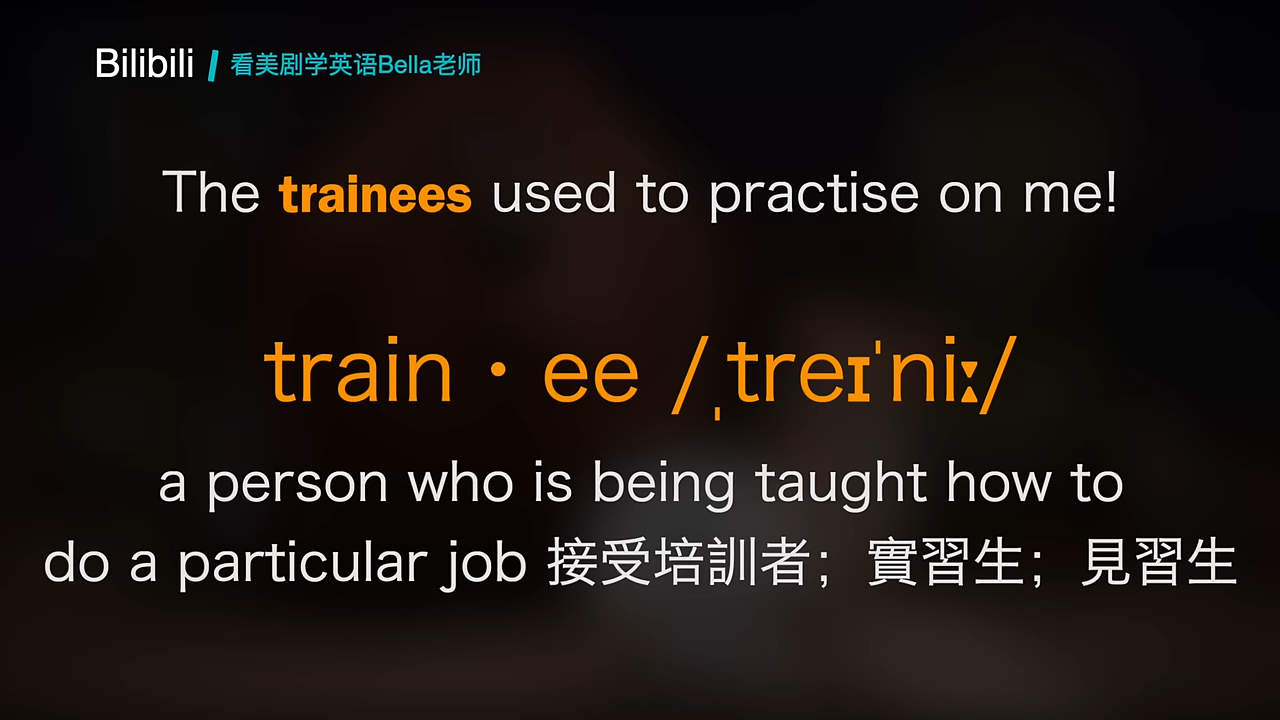 Bilibili / 看美剧学英语Bella老师
The trainees used to practise on me!
train・ee /ˌtreɪˈniː/
a person who is being taught how to
do a particular job 接受培訓者；實習生；見習生